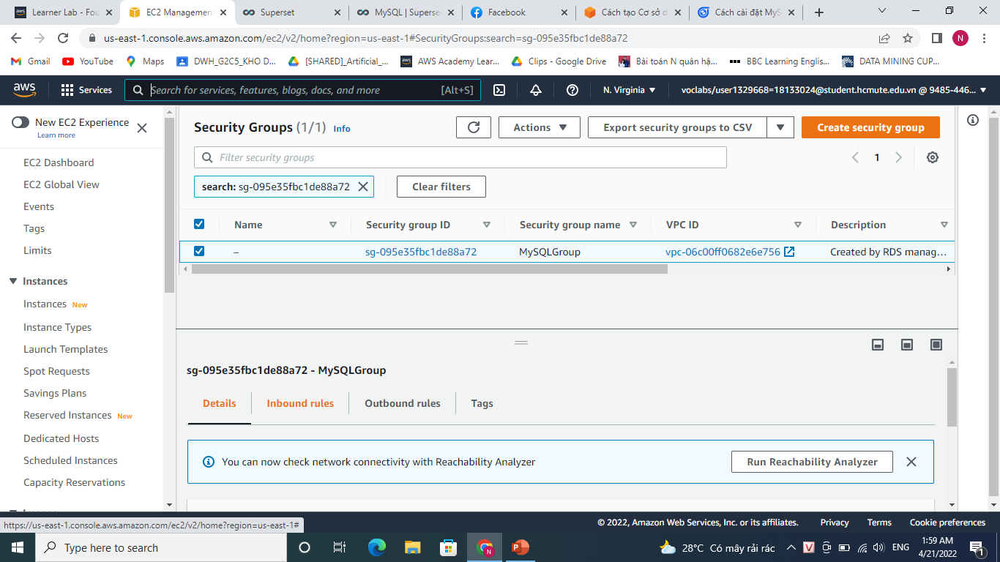 Learner Lab - Fou
EC2 Managemen
Superset
MySQL | Superse
Facebook
Cách tạo Cơ sở d
Cách cài đặt MyS
us-east-1.console.aws.amazon.com/ec2/v2/home?region=us-east-1#SecurityGroups:search=sg-095e35fbc1de88a72
N
Gmail
YouTube
Maps
DWH_G2C5_KHO D...
[SHARED]_Artificial_...
AWS Academy Lear...
Clips - Google Drive
Bài toán N quân hậ...
BBC Learning Englis...
DATA MINING CUP...
aws
Services
Search for services, features, blogs, docs, and more
[Alt+S]
N. Virginia
voclabs/user1329668=18133024@student.hcmute.edu.vn @ 9485-446...
New EC2 Experience
Learn more
EC2 Dashboard
EC2 Global View
Events
Tags
Limits
Instances
Instances New
Instance Types
Launch Templates
Spot Requests
Savings Plans
Reserved Instances New
Dedicated Hosts
Scheduled Instances
Capacity Reservations
Security Groups (1/1) Info
Actions
Export security groups to CSV
Create security group
Filter security groups
1
search: sg-095e35fbc1de88a72
Clear filters
Name
Security group ID
Security group name
VPC ID
Description
–
sg-095e35fbc1de88a72
MySQLGroup
vpc-06c00ff0682e6e756
Created by RDS manag...
sg-095e35fbc1de88a72 - MySQLGroup
Details
Inbound rules
Outbound rules
Tags
You can now check network connectivity with Reachability Analyzer
Run Reachability Analyzer
https://us-east-1.console.aws.amazon.com/ec2/v2/home?region=us-east-1#
© 2022, Amazon Web Services, Inc. or its affiliates.
Privacy
Terms
Cookie preferences
Type here to search
28°C Có mây rải rác
ENG
1:59 AM
4/21/2022
1